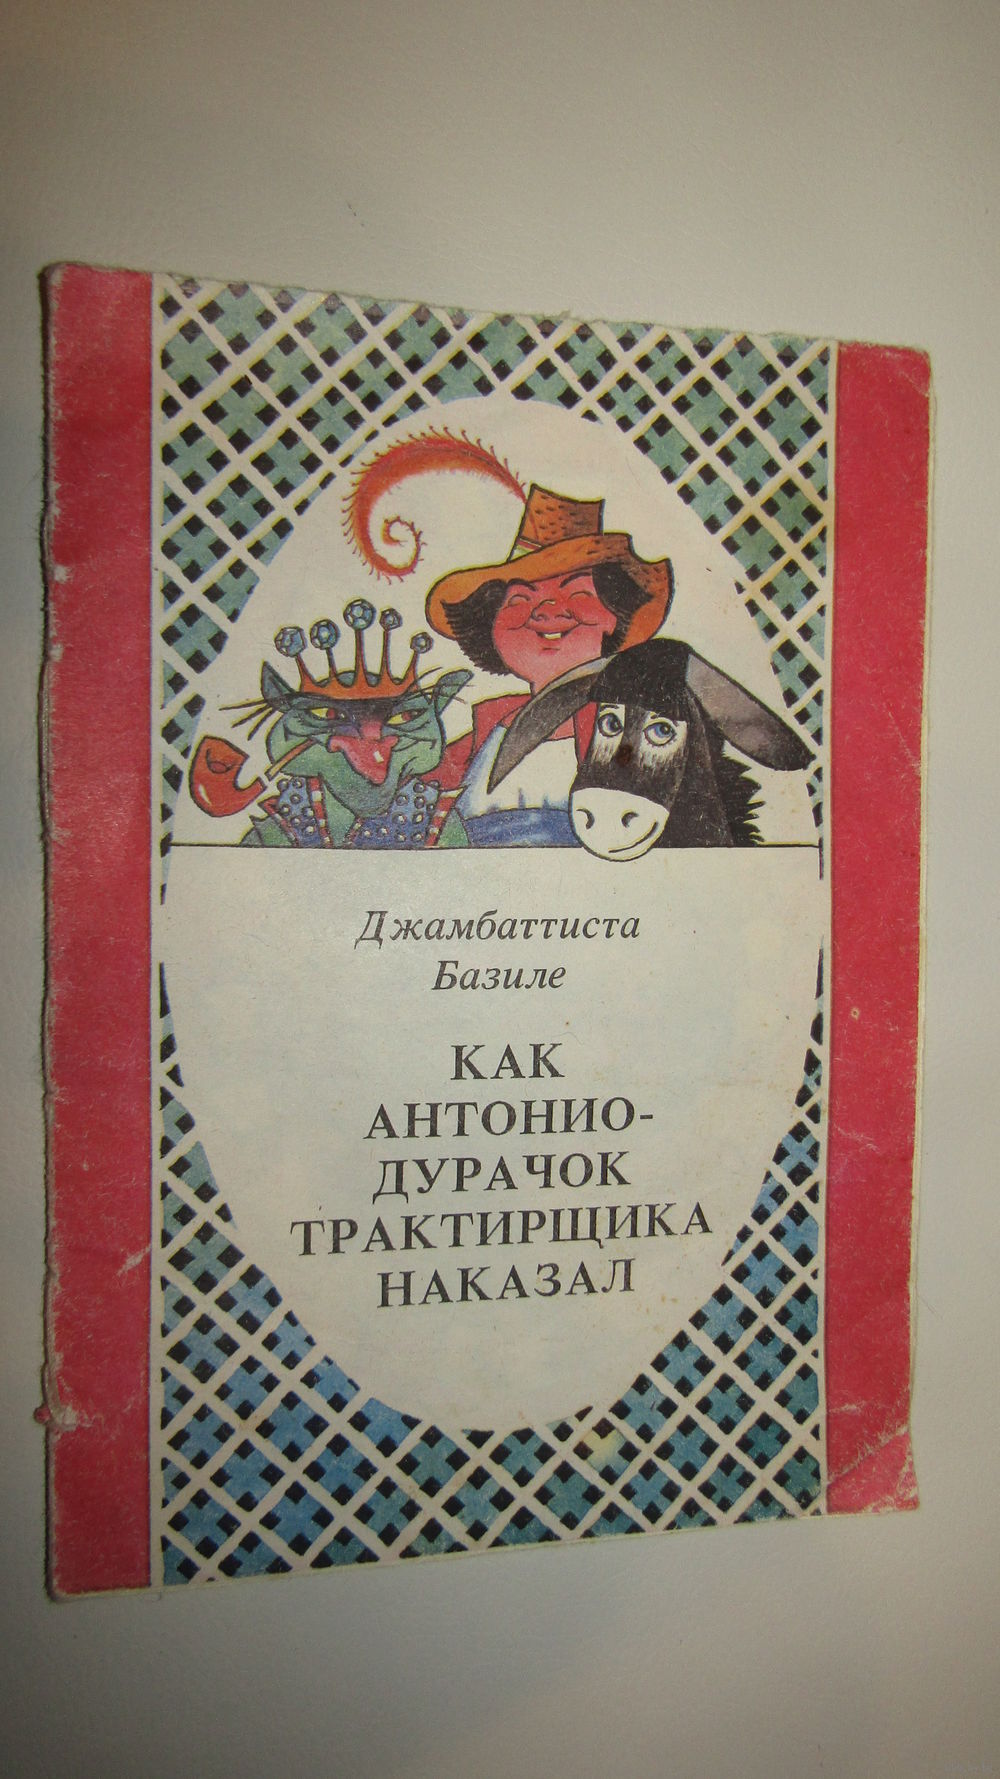 Джамбаттиста
Базиле
КАК
АНТОНИО-
ДУРАЧОК
ТРАКТИРЩИКА
НАКАЗАЛ